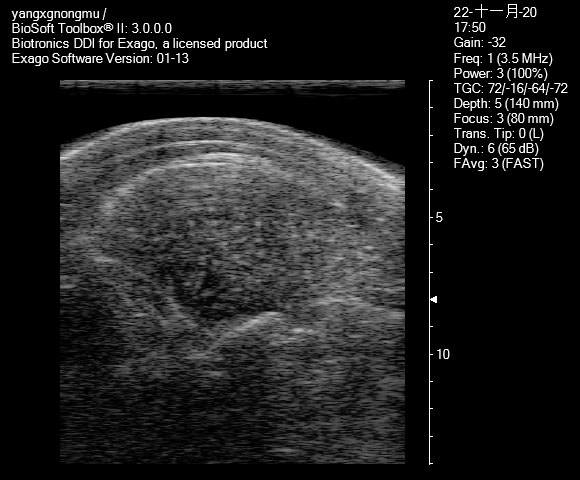 yangxgnongmu /
BioSoft Toolbox® II: 3.0.0.0
Biotronics DDI for Exago, a licensed product
Exago Software Version: 01-13
22-十一月-20
17:50
Gain: -32
Freq: 1 (3.5 MHz)
Power: 3 (100%)
TGC: 72/-16/-64/-72
Depth: 5 (140 mm)
Focus: 3 (80 mm)
Trans. Tip: 0 (L)
Dyn.: 6 (65 dB)
FAvg: 3 (FAST)
5
10